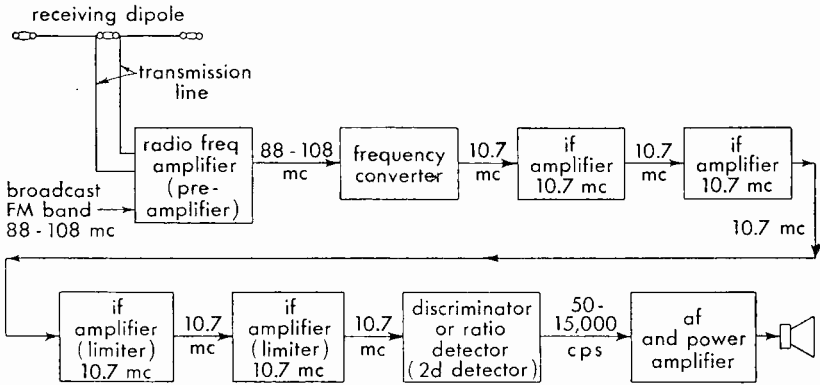 receiving dipole
transmission
line
radio freq
amplifier
(pre-
amplifier)
88-108
mc
frequency
converter
10.7
mc
if
amplifier
10.7 mc
10.7
mc
if
amplifier
10.7 mc
broadcast
FM band
88-108 mc
10.7 mc
if
amplifier
(limiter)
10.7 mc
10.7
mc
if
amplifier
(limiter)
10.7 mc
10.7
mc
discriminator
or ratio
detector
(2d detector)
50-
15,000
cps
af
and power
amplifier